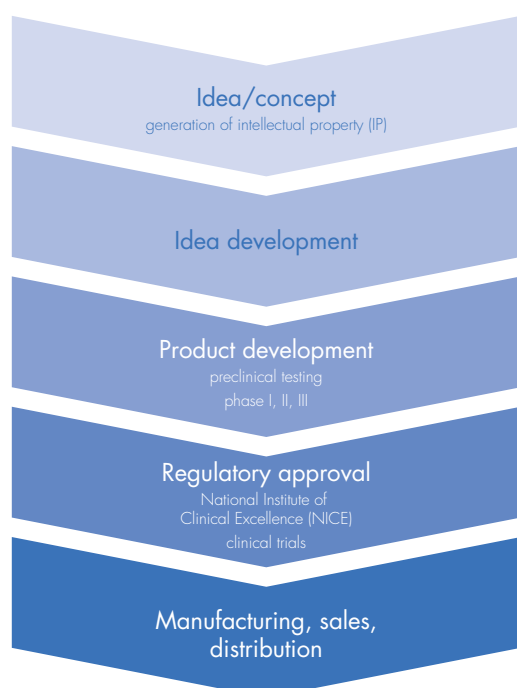 Idea/concept
generation of intellectual property (IP)
Idea development
Product development
preclinical testing
phase I, II, III
Regulatory approval
National Institute of
Clinical Excellence (NICE)
clinical trials
Manufacturing, sales,
distribution